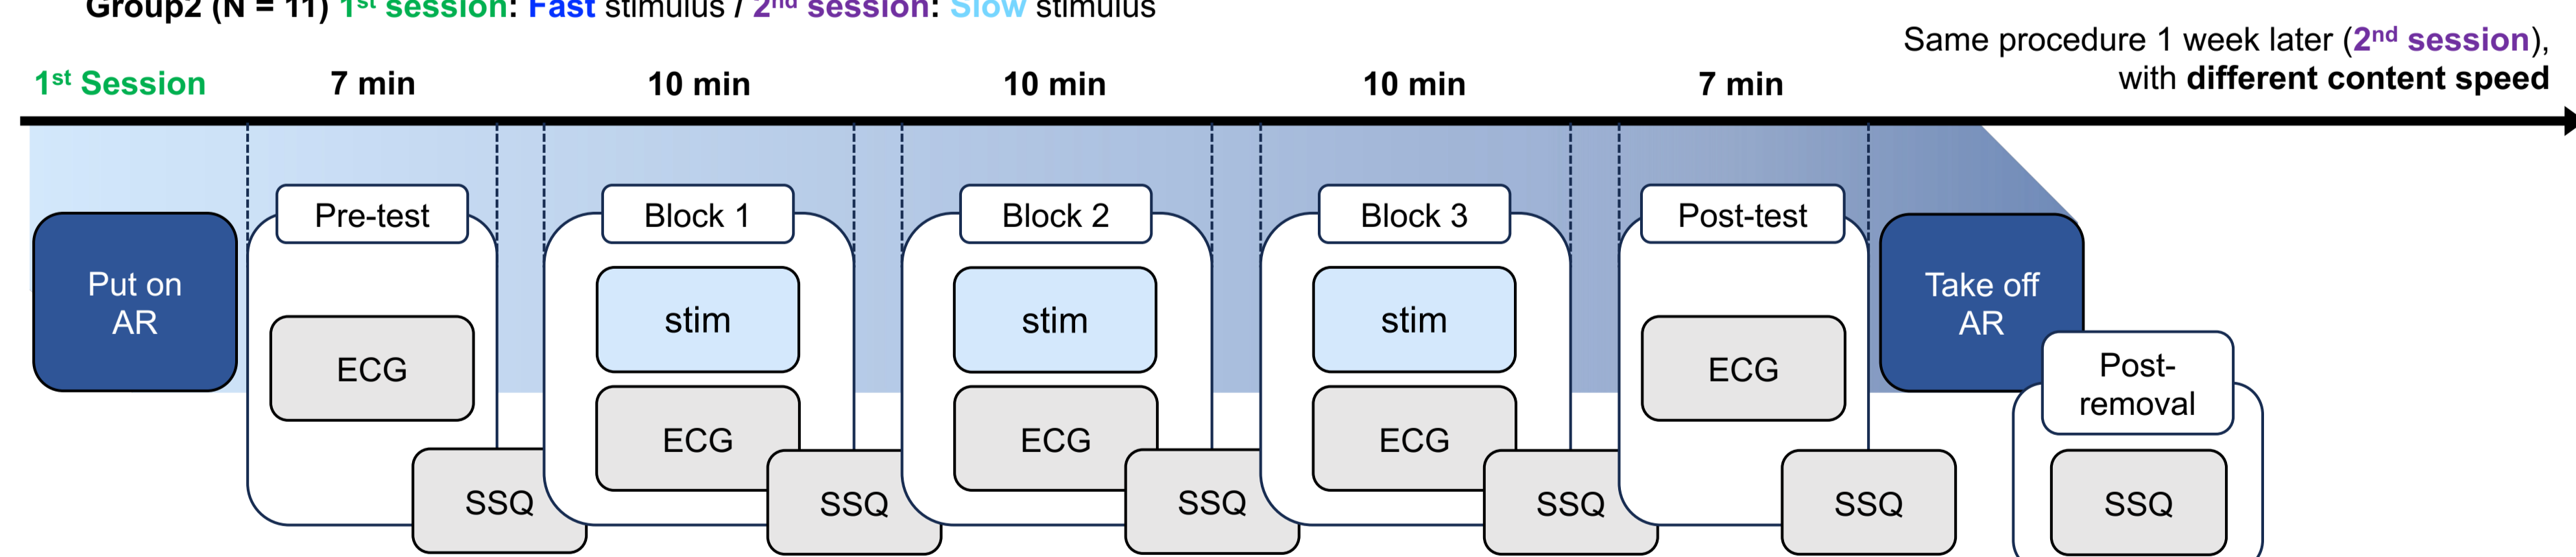 Group2 (N = 11) 1st session: Fast stimulus / 2nd session: Slow stimulus
Same procedure 1 week later (2nd session),
with different content speed
1st Session
7 min
10 min
10 min
10 min
7 min
Put on
AR
Pre-test
ECG
SSQ
Block 1
stim
ECG
SSQ
Block 2
stim
ECG
SSQ
Block 3
stim
ECG
SSQ
Post-test
ECG
SSQ
Take off
AR
Post-
removal
SSQ